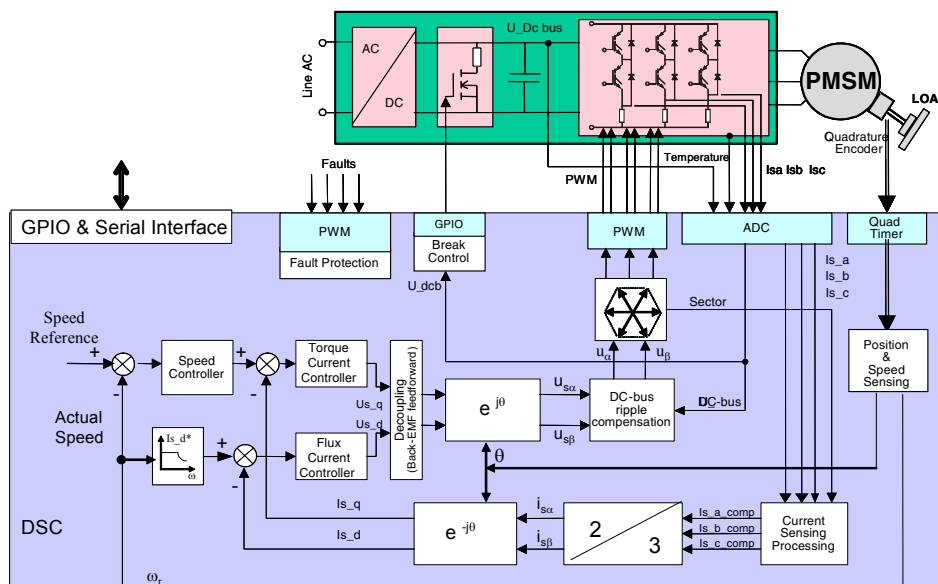 U_Dc bus
Line AC
AC
DC
PMSM
LOA
Quadrature
Encoder
Faults
PWM
Temperature
Isa Isb Isc
GPIO & Serial Interface
PWM
Fault Protection
GPIO
Break
Control
PWM
ADC
Quad
Timer
U_dcb
Is_a
Is_b
Is_c
Sector
Speed
Reference
+
-
Speed
Controller
+
-
Torque
Current
Controller
Us_q
Us_d
Decoupling
(Back-EMF feedforward)
e jθ
usα
usβ
uα
uβ
DC-bus
ripple
compensation
DC-bus
Position
& Speed
Sensing
Actual
Speed
Is_d*
ω
+
-
Flux
Current
Controller
θ
DSC
Is_q
Is_d
e -jθ
isα
isβ
2
3
Is_a_comp
Is_b_comp
Is_c_comp
Current
Sensing
Processing
ωr